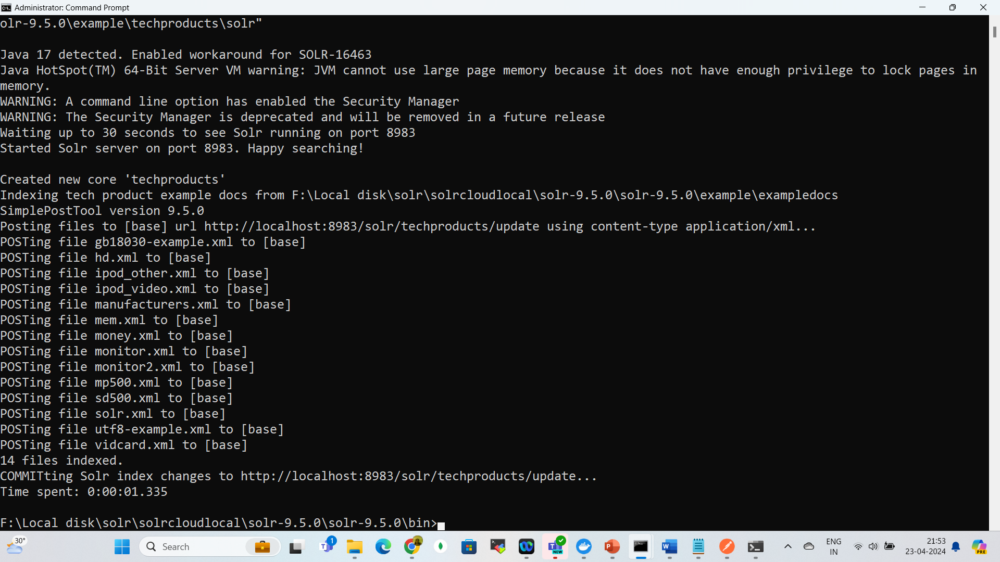 Administrator: Command Prompt
olr-9.5.0\example\techproducts\solr"
Java 17 detected. Enabled workaround for SOLR-16463
Java HotSpot(TM) 64-Bit Server VM warning: JVM cannot use large page memory because it does not have enough privilege to lock pages in
memory.
WARNING: A command line option has enabled the Security Manager
WARNING: The Security Manager is deprecated and will be removed in a future release
Waiting up to 30 seconds to see Solr running on port 8983
Started Solr server on port 8983. Happy searching!
Created new core 'techproducts'
Indexing tech product example docs from F:\Local disk\solr\solrcloudlocal\solr-9.5.0\solr-9.5.0\example\exampledocs
SimplePostTool version 9.5.0
Posting files to [base] url http://localhost:8983/solr/techproducts/update using content-type application/xml...
POSTing file gb18030-example.xml to [base]
POSTing file hd.xml to [base]
POSTing file ipod_other.xml to [base]
POSTing file ipod_video.xml to [base]
POSTing file manufacturers.xml to [base]
POSTing file mem.xml to [base]
POSTing file money.xml to [base]
POSTing file monitor.xml to [base]
POSTing file monitor2.xml to [base]
POSTing file mp500.xml to [base]
POSTing file sd500.xml to [base]
POSTing file solr.xml to [base]
POSTing file utf8-example.xml to [base]
POSTing file vidcard.xml to [base]
14 files indexed.
COMMITting Solr index changes to http://localhost:8983/solr/techproducts/update...
Time spent: 0:00:01.335
F:\Local disk\solr\solrcloudlocal\solr-9.5.0\solr-9.5.0\bin>
30°
Search
1
NEW
ENG
IN
21:53
23-04-2024
PRE